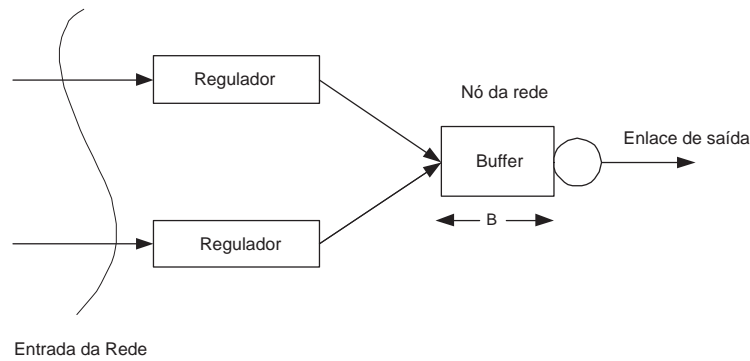 Regulador
Nó da rede
Enlace de saída
Buffer
B
Regulador
Entrada da Rede